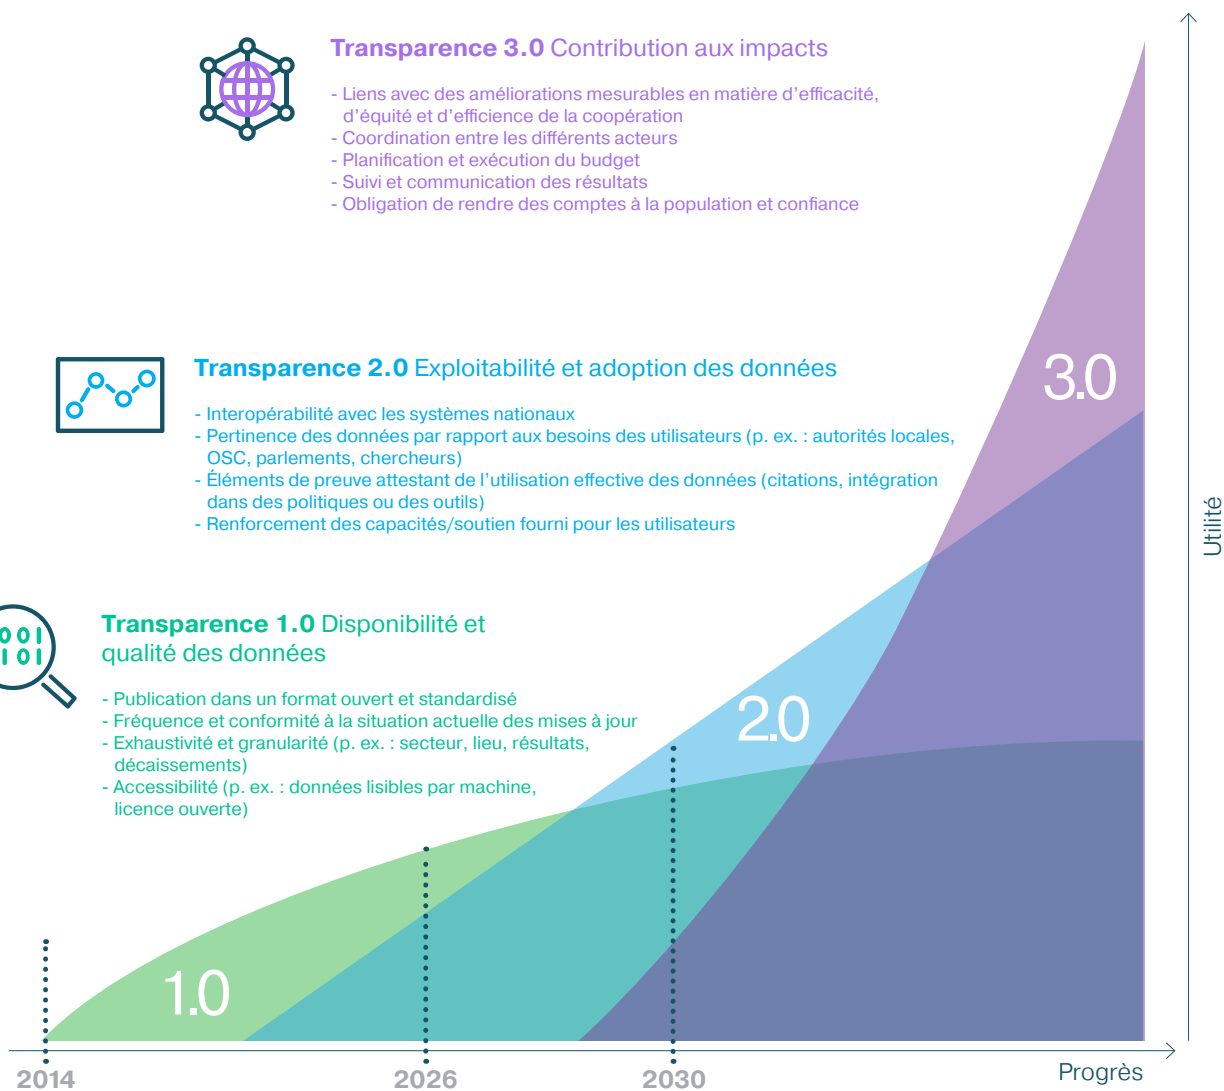 Transparence 3.0 Contribution aux impacts
- Liens avec des améliorations mesurables en matière d'efficacité,
d'équité et d'efficience de la coopération
- Coordination entre les différents acteurs
- Planification et exécution du budget
- Suivi et communication des résultats
- Obligation de rendre des comptes à la population et confiance
3.0
Transparence 2.0 Exploitabilité et adoption des données
- Interopérabilité avec les systèmes nationaux
- Pertinence des données par rapport aux besoins des utilisateurs (p. ex. : autorités locales,
OSC, parlements, chercheurs)
- Éléments de preuve attestant de l'utilisation effective des données (citations, intégration
dans des politiques ou des outils)
- Renforcement des capacités/soutien fourni pour les utilisateurs
Utilité
001
101
Transparence 1.0 Disponibilité et
qualité des données
- Publication dans un format ouvert et standardisé
- Fréquence et conformité à la situation actuelle des mises à jour
- Exhaustivité et granularité (p. ex. : secteur, lieu, résultats,
décaissements)
- Accessibilité (p. ex. : données lisibles par machine,
licence ouverte)
2.0
1.0
Progrès
2014
2026
2030